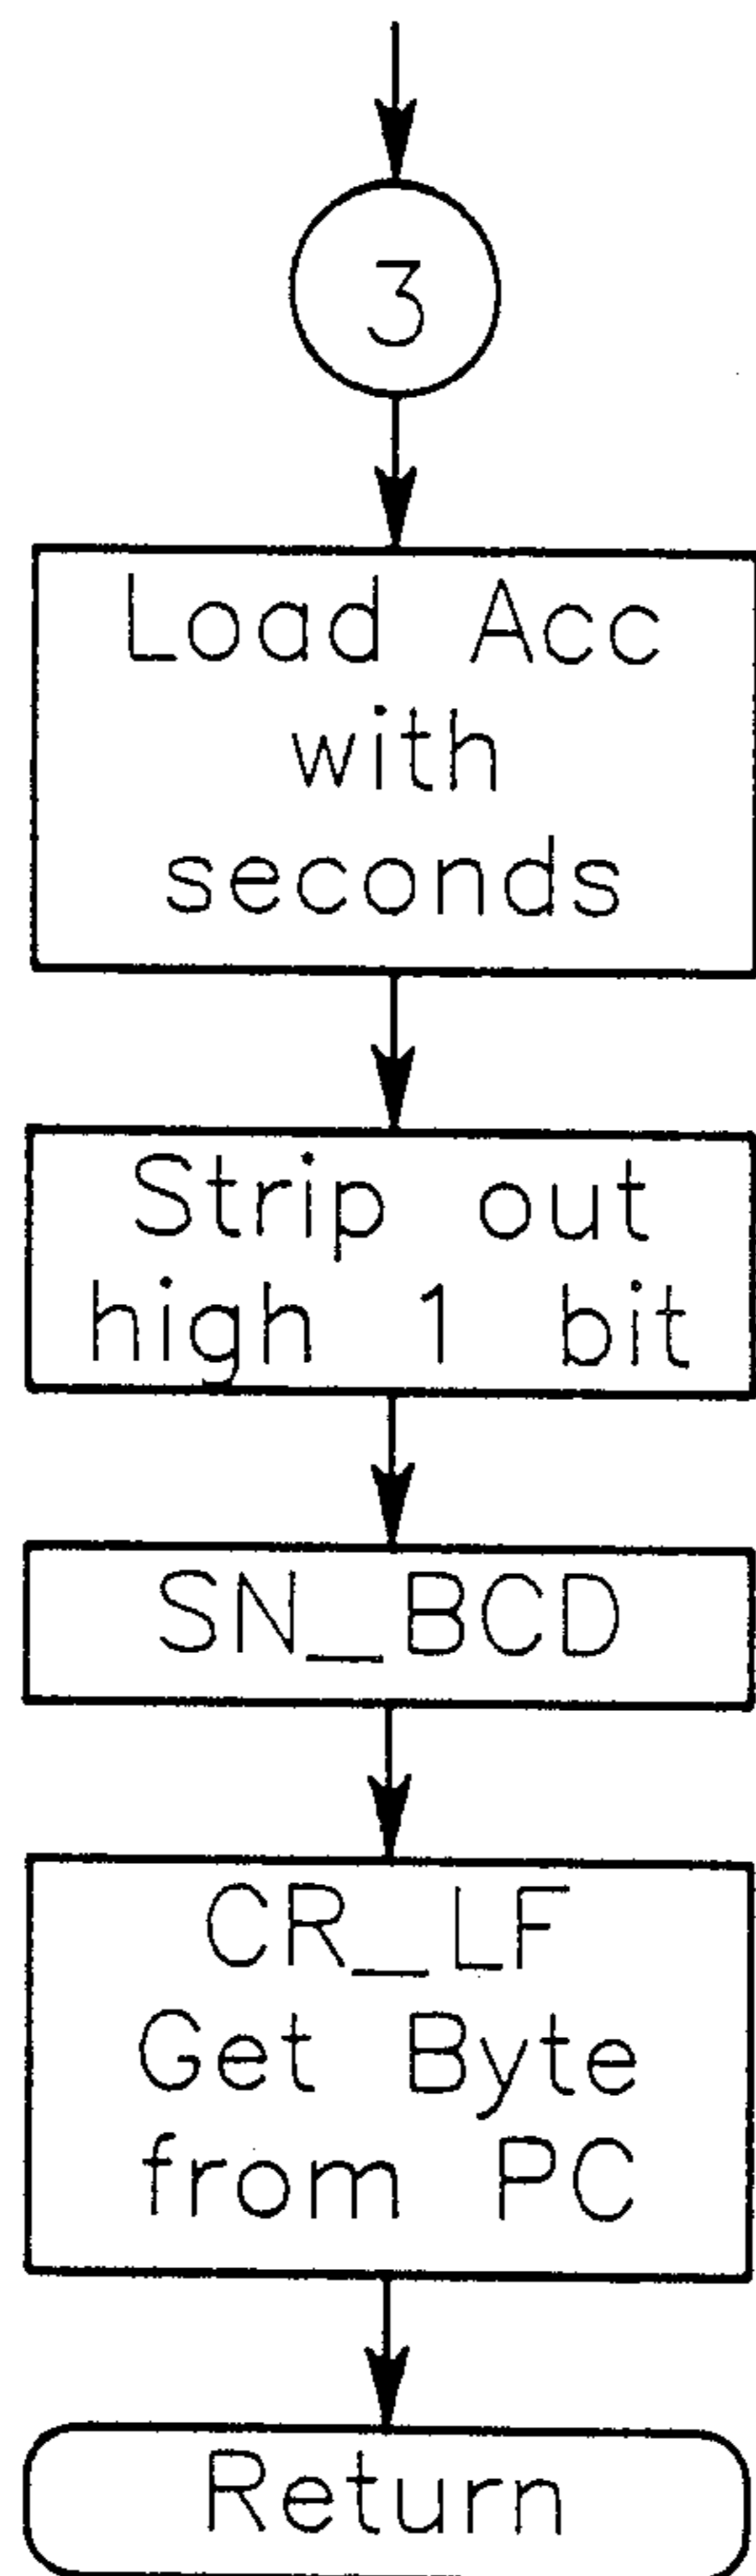 3
Load Acc
with
seconds
Strip out
high 1 bit
SN_BCD
CR_LF
Get Byte
from PC
Return